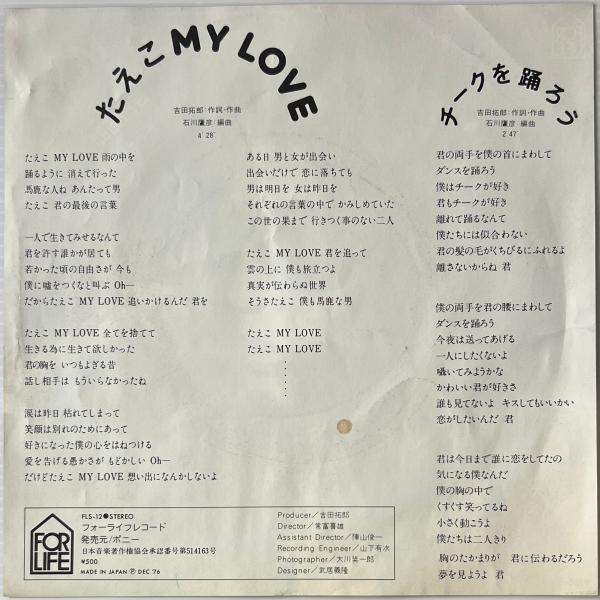 たえこ MY LOVE
吉田拓郎:作詞・作曲
石川鷹彦:編曲
4'28"
たえこ MY LOVE 雨の中を
踊るように 消えて行った
馬鹿な人ね あんたって男
たえこ 君の最後の言葉
一人で生きてみせるなんて
君を許す誰かが居ても
若かった頃の自由さが 今も
僕に嘘をつくなと叫ぶ Oh—
だからたえこ MY LOVE 追いかけるんだ 君を
たえこ MY LOVE 全てを捨てて
生きる為に生きて欲しかった
君の胸を いつもよぎる昔
話し相手は もういらなかったね
涙は昨日 枯れてしまって
笑顔は別れのためにあって
好きになった僕の心をはねつける
愛を告げる愚かさが もどかしい Oh—
だけどたえこ MY LOVE 想い出になんかしないよ
ある日 男と女が出会い
出会いだけで 恋に落ちても
男は明日を 女は昨日を
それぞれの言葉の中で かみしめていた
この世の果まで 行きつく事のない二人
たえこ MY LOVE 君を追って
雲の上に 僕も旅立つよ
真実が伝わらぬ世界
そうさたえこ 僕も馬鹿な男
たえこ MY LOVE
たえこ MY LOVE
・・・・・
チークを踊ろう
吉田拓郎:作詞・作曲
石川鷹彦:編曲
2'47"
君の両手を僕の首にまわして
ダンスを踊ろう
僕はチークが好き
君もチークが好き
離れて踊るなんて
僕たちには似合わない
君の髪の毛がくちびるにふれるよ
離さないからね 君
僕の両手を君の腰にまわして
ダンスを踊ろう
今夜は送ってあげる
一人にしたくないよ
囁いてみようかな
かわいい君が好きさ
誰も見てないよ キスしてもいいかい
恋がしたいんだ 君
君は今日まで誰に恋をしてたの
気になる僕なんだ
僕の胸の中で
くすくす笑ってるね
小さく動こうよ
僕たちは二人きり
胸のたかまりが 君に伝わるだろう
夢を見ようよ 君
FOR
LIFE
FLS-12●STEREO
フォーライフレコード
発売元/ポニー
日本音楽著作権協会承認番号第514163号
¥500
MADE IN JAPAN Ⓟ DEC '76
Producer/吉田拓郎
Director/常富喜雄
Assistant Director/陣山俊一
Recording Engineer/山下有次
Photographer/大川奘一郎
Designer/武居義隆